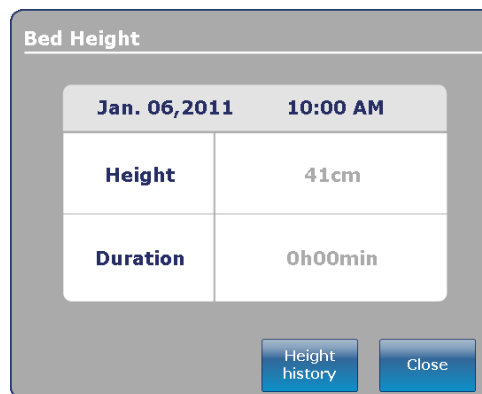 Bed Height
Jan. 06,2011 10:00 AM
Height 41cm
Duration 0h00min
Height
history
Close